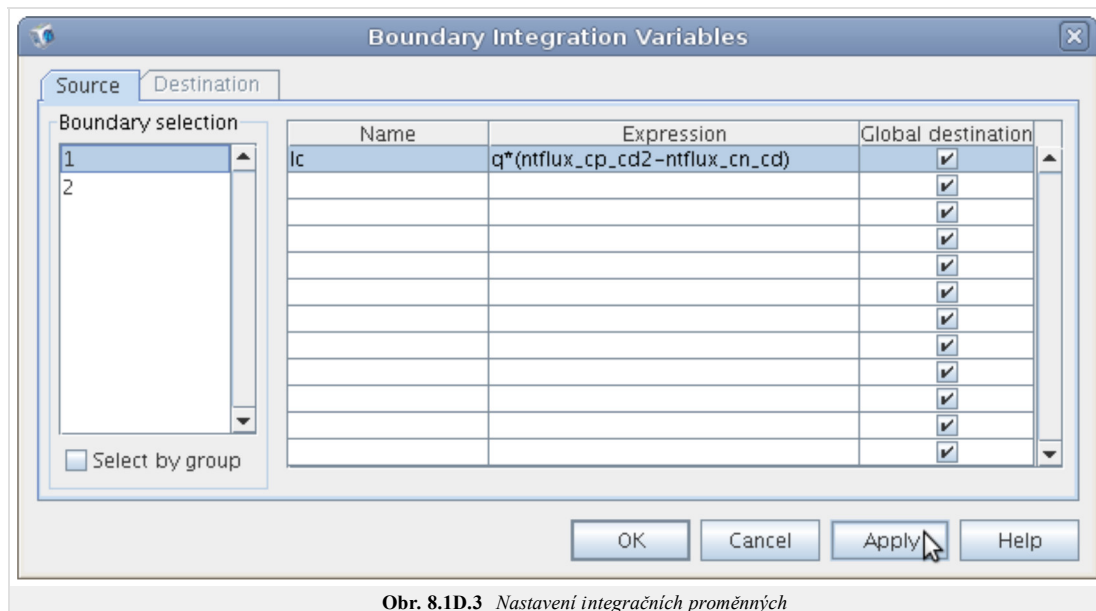 Boundary Integration Variables
Source Destination
Boundary selection
Name Expression Global destination
1 Ic q*(ntflux_cp_cd2-ntflux_cn_cd)
2
Select by group
OK Cancel Apply Help
Obr. 8.1D.3 Nastavení integračních proměnných